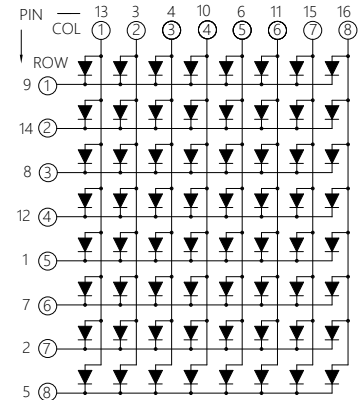 PIN — 13 3 4 10 6 11 15 16
COL ① ② ③ ④ ⑤ ⑥ ⑦ ⑧
ROW
9 ①
14 ②
8 ③
12 ④
1 ⑤
7 ⑥
2 ⑦
5 ⑧